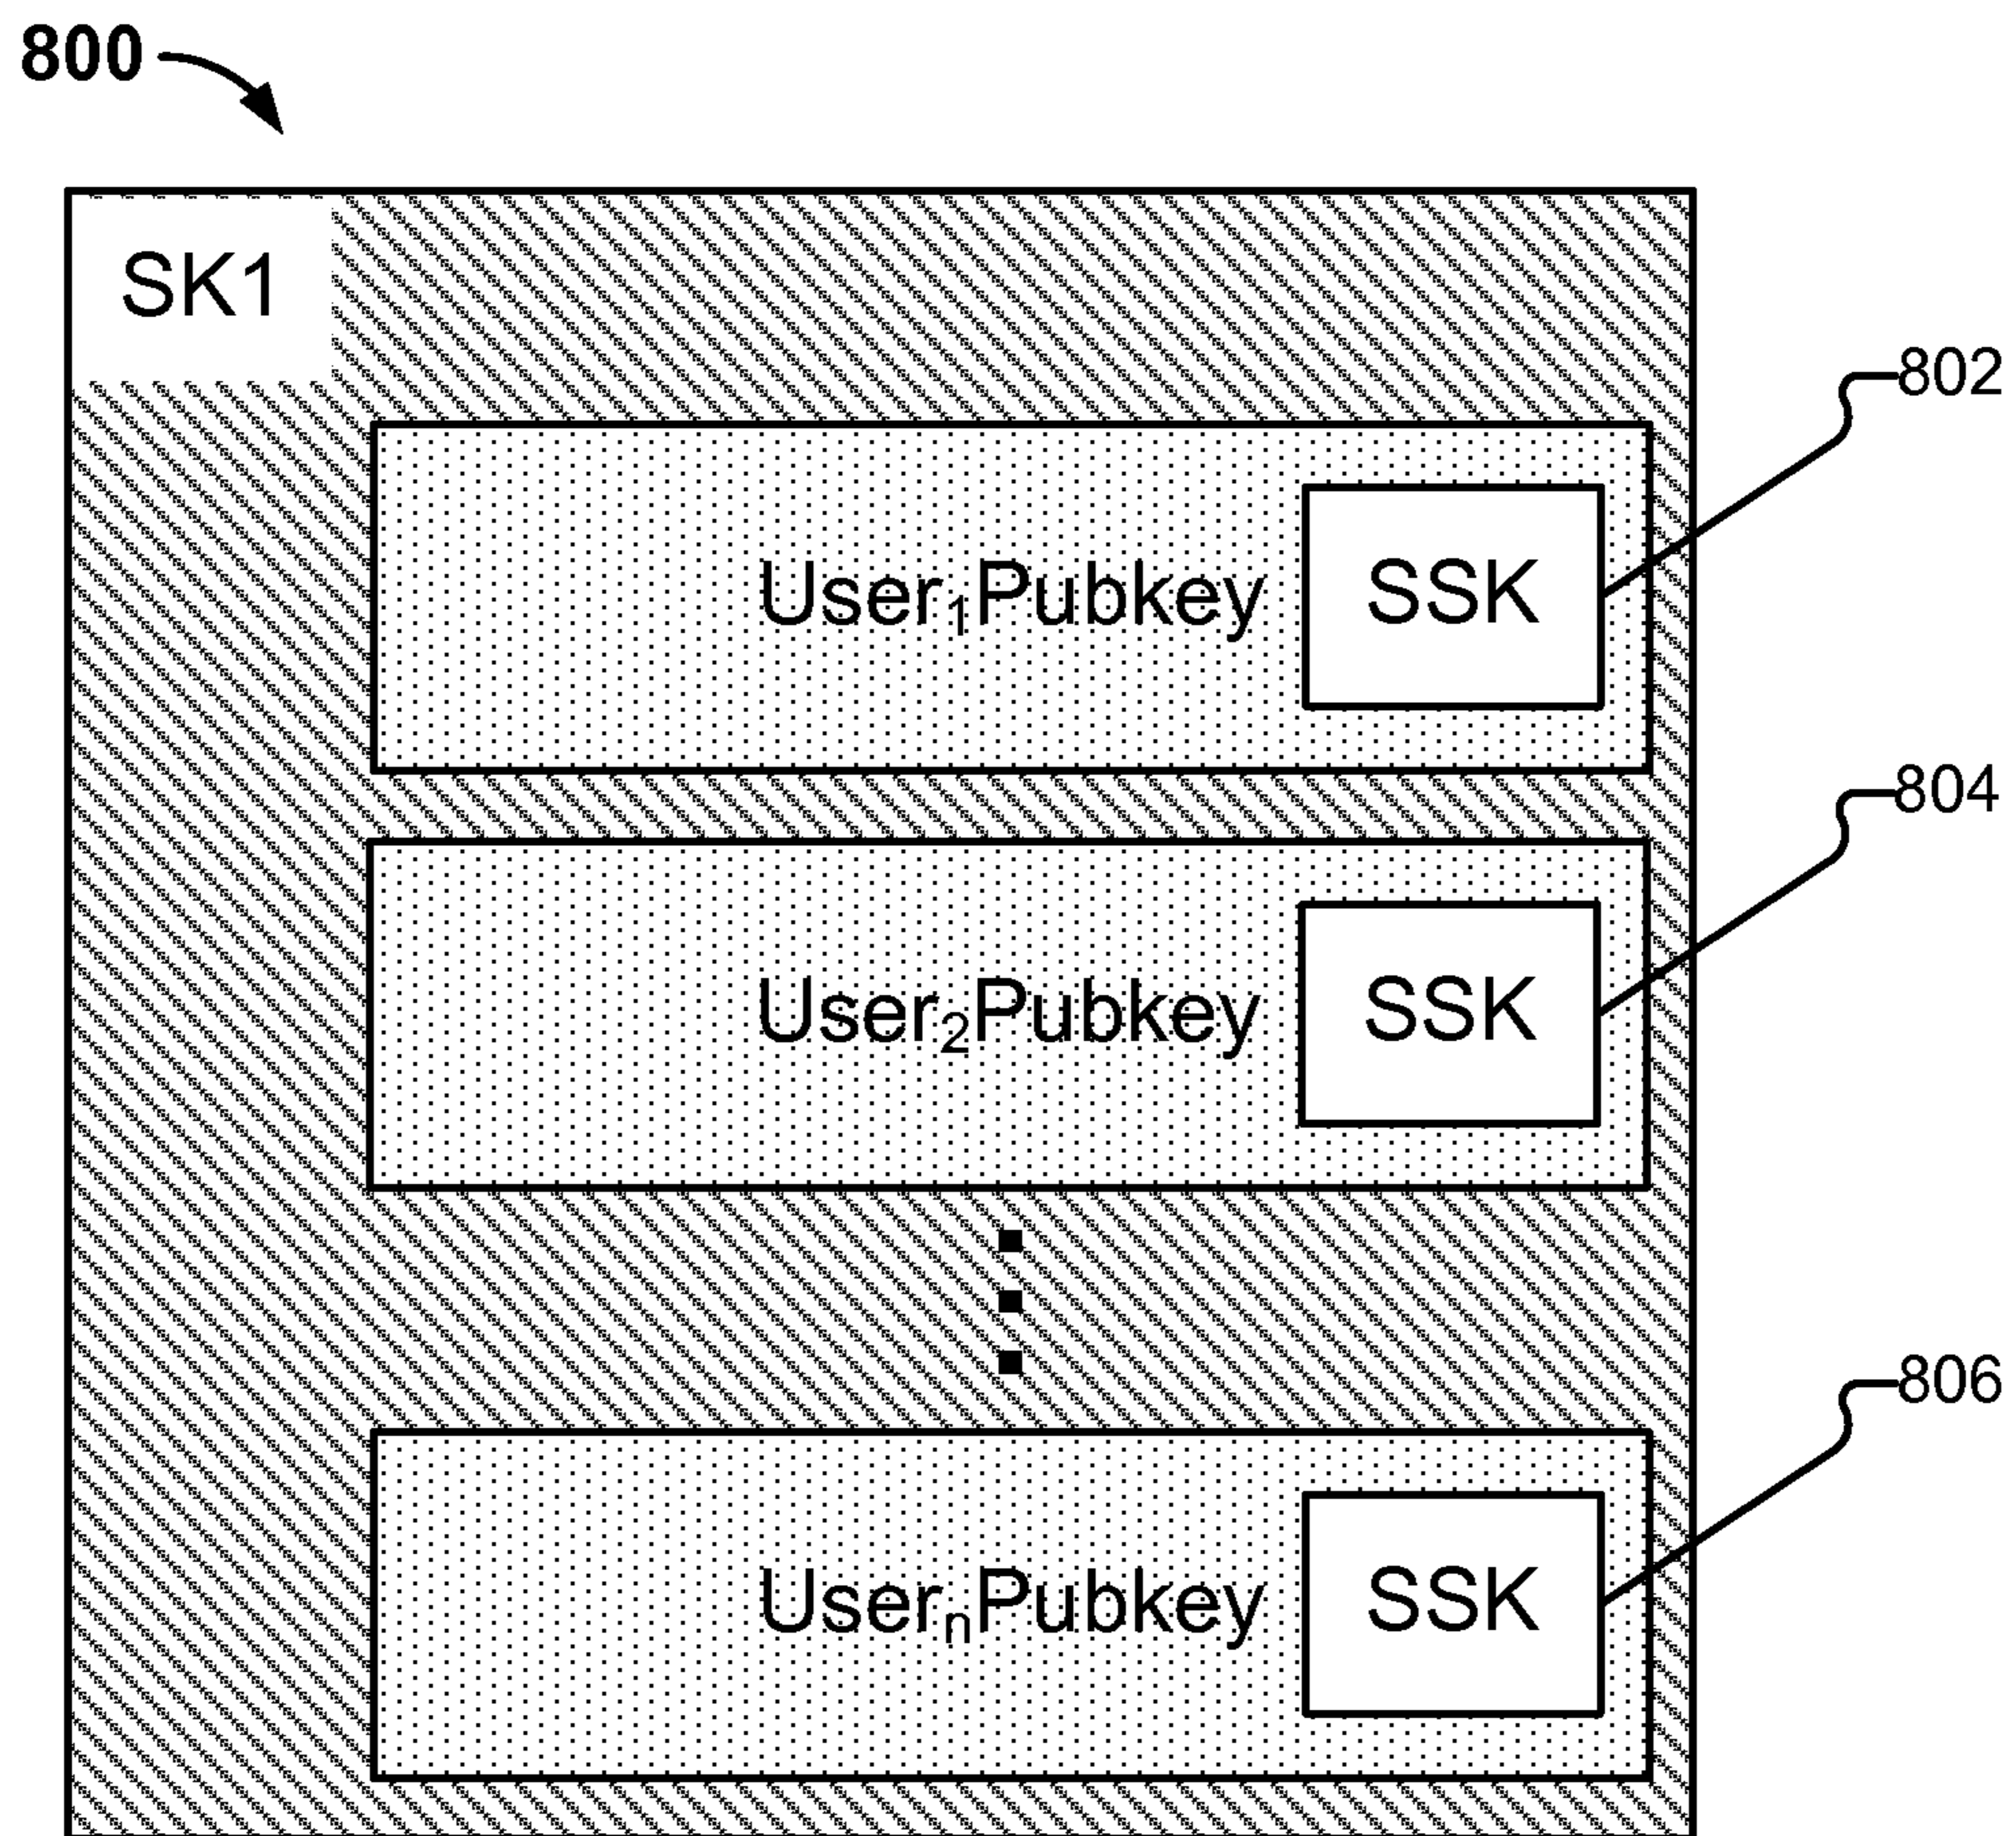 800
SK1
802
User₁Pubkey SSK
804
User₂Pubkey SSK
806
UserₙPubkey SSK